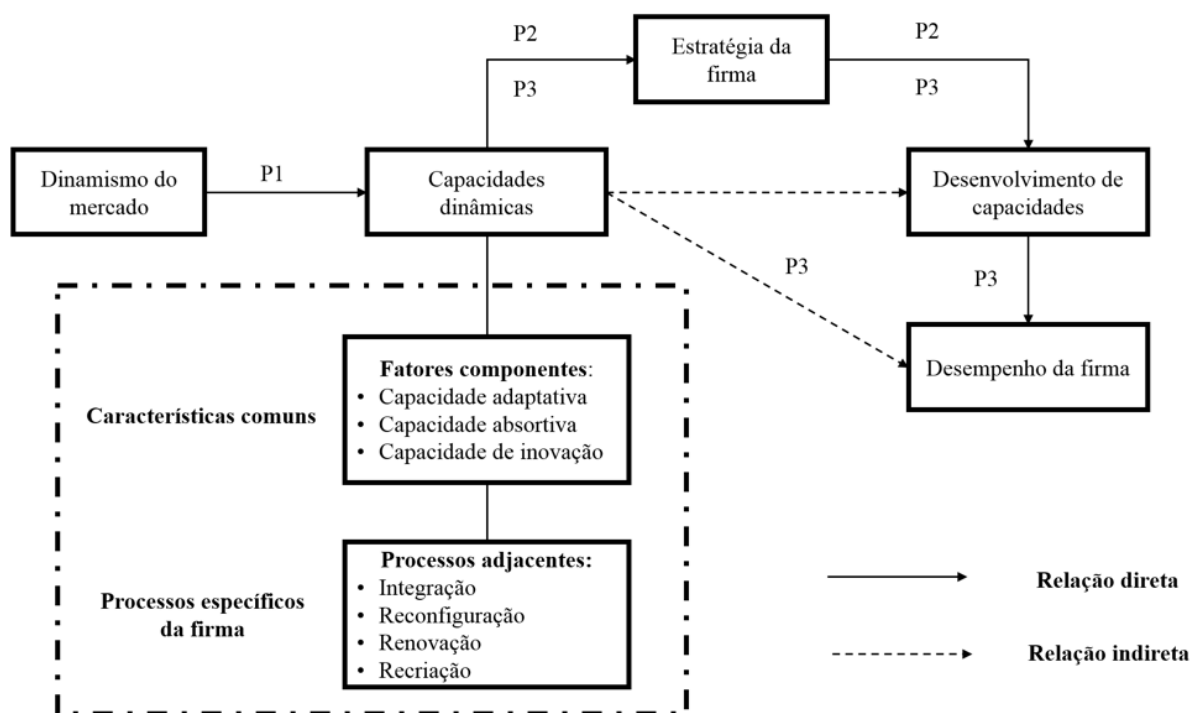 P2
P3
Estratégia da
firma
P2
P3
Dinamismo do
mercado
P1
Capacidades
dinâmicas
Desenvolvimento de
capacidades
P3
P3
Desempenho da firma
Características comuns
Fatores componentes:
• Capacidade adaptativa
• Capacidade absortiva
• Capacidade de inovação
Processos específicos
da firma
Processos adjacentes:
• Integração
• Reconfiguração
• Renovação
• Recriação
Relação direta
Relação indireta